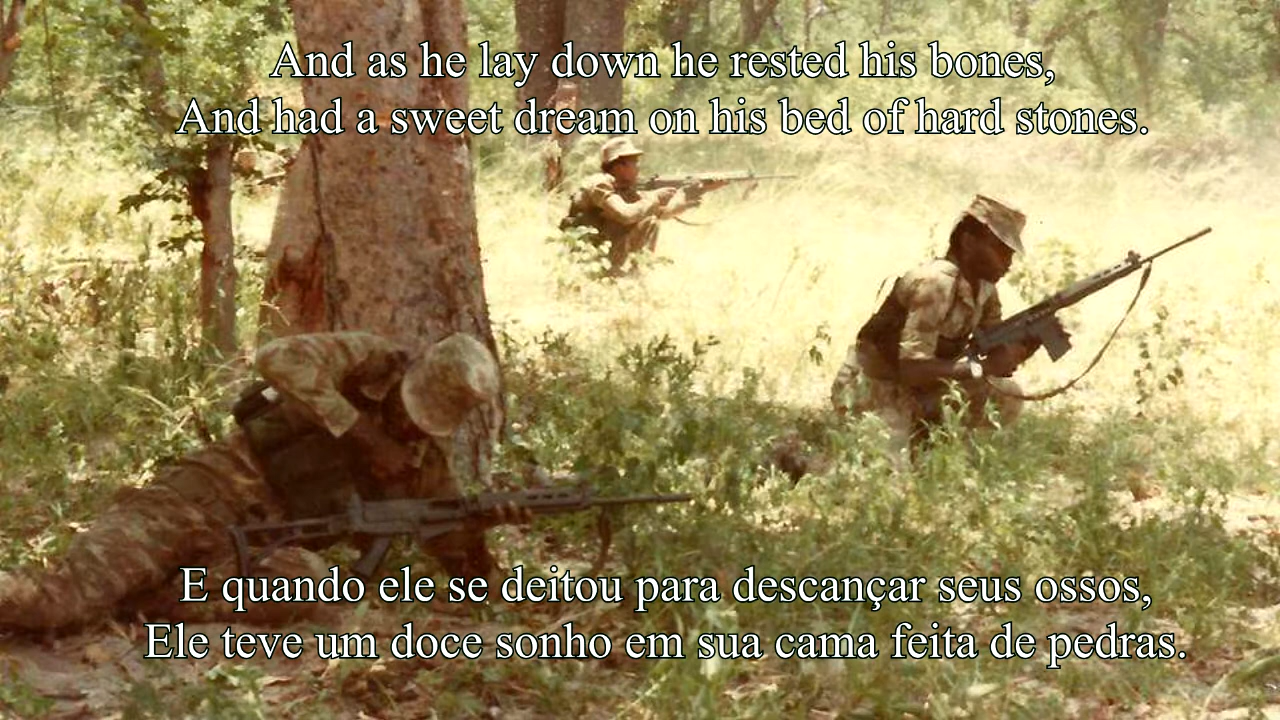 And as he lay down he rested his bones,
And had a sweet dream on his bed of hard stones.
E quando ele se deitou para descançar seus ossos,
Ele teve um doce sonho em sua cama feita de pedras.